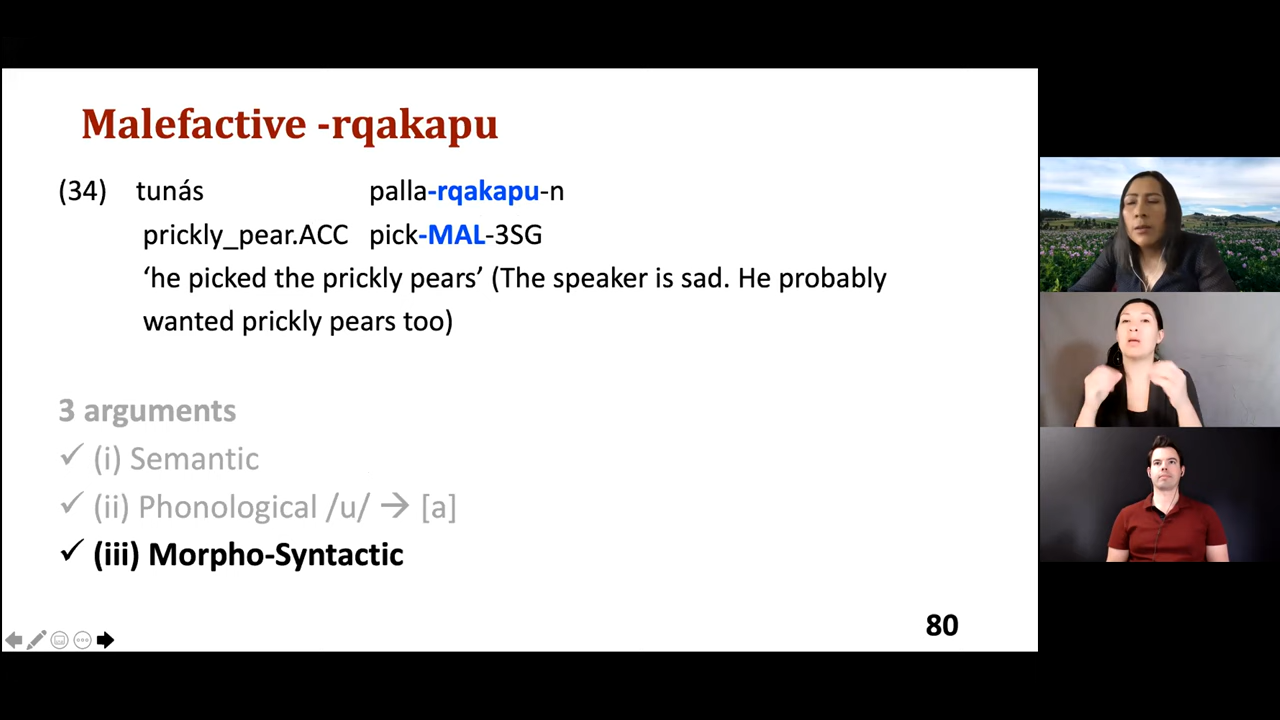 Malefactive -rqakapu
(34) tunás palla-rqakapu-n
prickly_pear.ACC pick-MAL-3SG
‘he picked the prickly pears’ (The speaker is sad. He probably
wanted prickly pears too)
3 arguments
✓ (i) Semantic
✓ (ii) Phonological /u/ → [a]
✓ (iii) Morpho-Syntactic
80